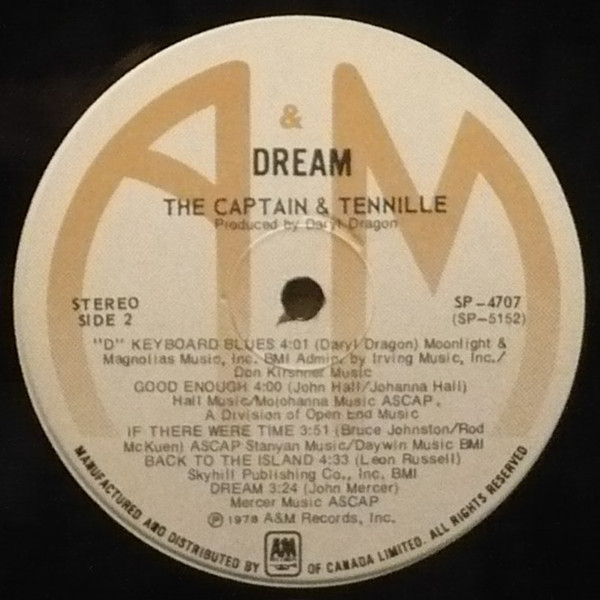 A & M
DREAM
THE CAPTAIN & TENNILLE
Produced by Daryl Dragon
STEREO
SIDE 2
SP-4707
(SP-5152)
"D" KEYBOARD BLUES 4:01 (Daryl Dragon) Moonlight &
Magnolias Music, Inc. BMI Admin. by Irving Music, Inc./
Don Kirshner Music
GOOD ENOUGH 4:00 (John Hall/Johanna Hall)
Hall Music/Mojohanna Music ASCAP.
A Division of Open End Music
IF THERE WERE TIME 3:51 (Bruce Johnston/Rod
McKuen) ASCAP Stanyan Music/Daywin Music BMI
BACK TO THE ISLAND 4:33 (Leon Russell)
Skyhill Publishing Co., Inc, BMI
DREAM 3:24 (John Mercer)
Mercer Music ASCAP
℗ 1978 A&M Records, Inc.
MANUFACTURED AND DISTRIBUTED BY A&M OF CANADA LIMITED. ALL RIGHTS RESERVED